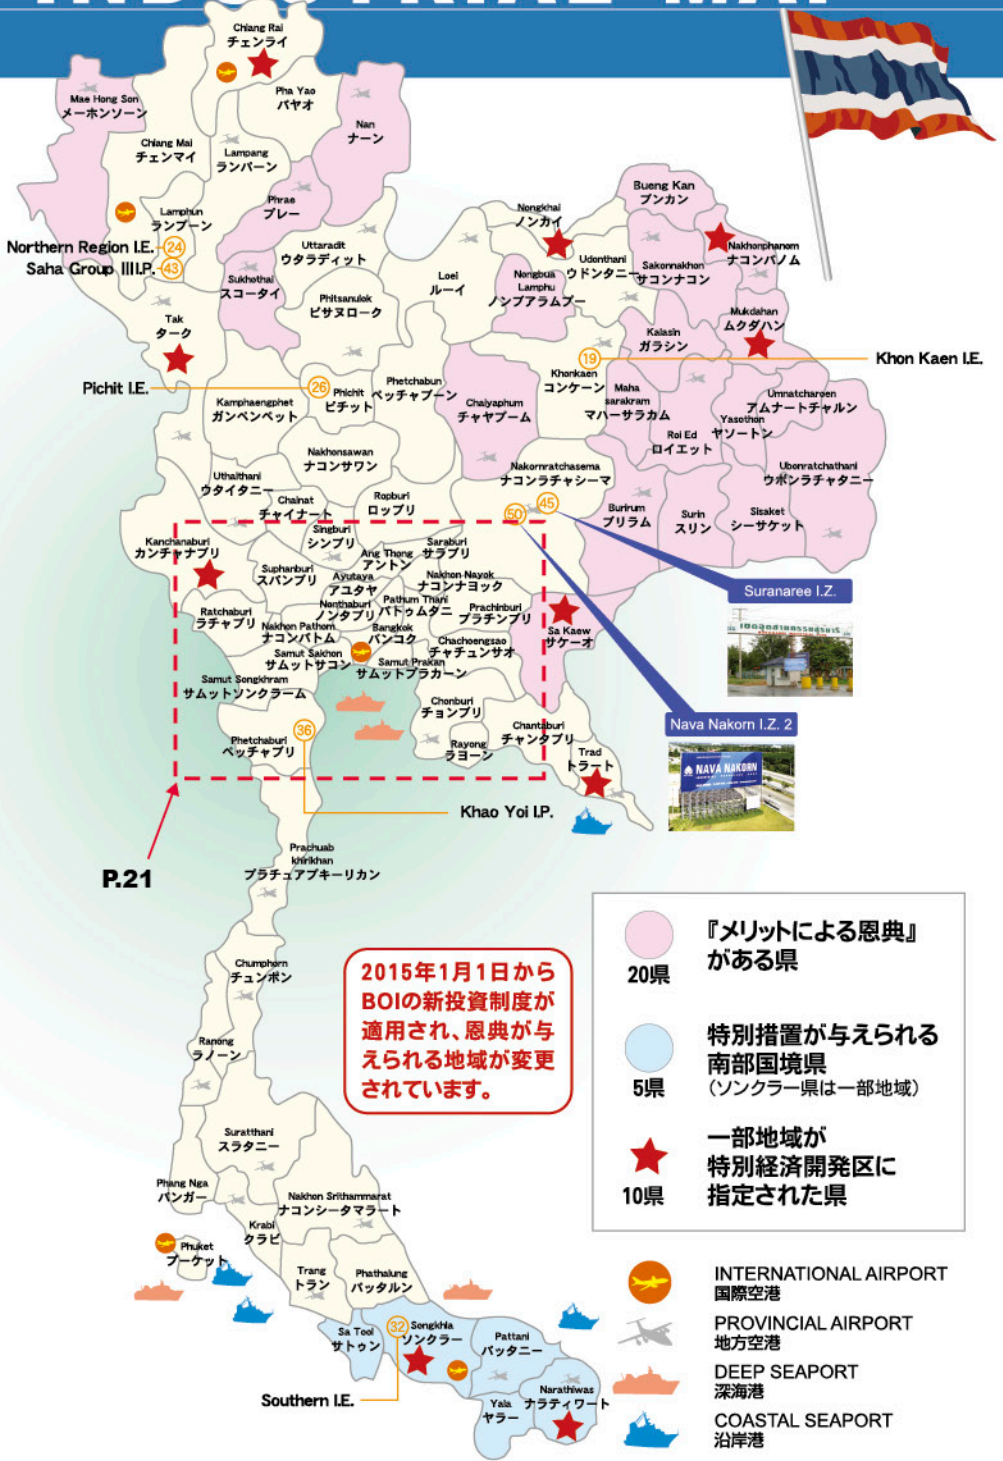 INDUSTRIAL MAP
Chiang Rai
チェンライ
Mae Hong Son
メーホンソーン
Pha Yao
パヤオ
Nan
ナーン
Chiang Mai
チェンマイ
Lampang
ランパーン
Phrae
プレー
Lamphun
ランプーン
Northern Region I.E.
24
Saha Group III I.P.
43
Uttaradit
ウタラディット
Sukhothai
スコータイ
Phitsanulok
ピサヌローク
Tak
ターク
Loei
ルーイ
Nongkhai
ノンカイ
Bueng Kan
ブンカン
Udonthani
ウドンタニー
Nongbua
Lamphu
ノンブアラムプー
Sakonnakhon
サコンナコン
Nakhonphanom
ナコンパノム
Mukdahan
ムクダハン
Kalasin
ガラシン
19
Khon Kaen I.E.
Khonkaen
コンケーン
Pichit I.E.
26
Phichit
ピチット
Phetchabun
ペッチャブーン
Kamphaengphet
ガンペンペット
Chaiyaphum
チャヤプーム
Maha
sarakram
マハーサラカム
Roi Ed
ロイエット
Yasothon
ヤソートン
Umnatcharoen
アムナートチャルン
Ubonratchathani
ウボンラチャタニー
Nakhonsawan
ナコンサワン
Nakornratchasema
ナコンラチャシーマ
50
45
Uthaithani
ウタイタニー
Chainat
チャイナート
Ropburi
ロッブリ
Burirum
ブリラム
Surin
スリン
Sisaket
シーサケット
Kanchanaburi
カンチャナブリ
Singburi
シンブリ
Saraburi
サラブリ
Ang Thong
アントン
Suphanburi
スパンブリ
Ayutaya
アユタヤ
Nakhon Nayok
ナコンナヨック
Ratchaburi
ラチャブリ
Nonthaburi
ノンタブリ
Pathum Thani
パトゥムタニ
Prachinburi
プラチンブリ
Nakhon Pathom
ナコンパトム
Bangkok
バンコク
Chachoengsao
チャチュンサオ
Sa Kaew
サケーオ
Samut Sakhon
サムットサコン
Samut Prakan
サムットプラカーン
Samut Songkhram
サムットソンクラーム
Chonburi
チョンブリ
Chantaburi
チャンタブリ
Rayong
ラヨーン
Trad
トラート
Phetchaburi
ペッチャブリ
36
Suranaree I.Z.
เขตอุตสาหกรรมสุรนารี
Nava Nakorn I.Z. 2
NAVA NAKORN
Khao Yoi I.P.
P.21
Prachuab
khirikhan
プラチュアブキーリカン
Chumphorn
チュンポン
Ranong
ラノーン
2015年1月1日から
BOIの新投資制度が
適用され、恩典が与
えられる地域が変更
されています。
『メリットによる恩典』
がある県
20県
特別措置が与えられる
南部国境県
（ソンクラー県は一部地域）
5県
一部地域が
特別経済開発区に
指定された県
10県
Suratthani
スラタニー
Phang Nga
パンガー
Nakhon Srithammarat
ナコンシータマラート
Krabi
クラビ
Phuket
プーケット
Trang
トラン
Phathalung
パッタルン
Sa Tool
サトゥン
32
Songkhla
ソンクラー
Pattani
パッタニー
Southern I.E.
Yala
ヤラー
Narathiwas
ナラティワート
INTERNATIONAL AIRPORT
国際空港
PROVINCIAL AIRPORT
地方空港
DEEP SEAPORT
深海港
COASTAL SEAPORT
沿岸港